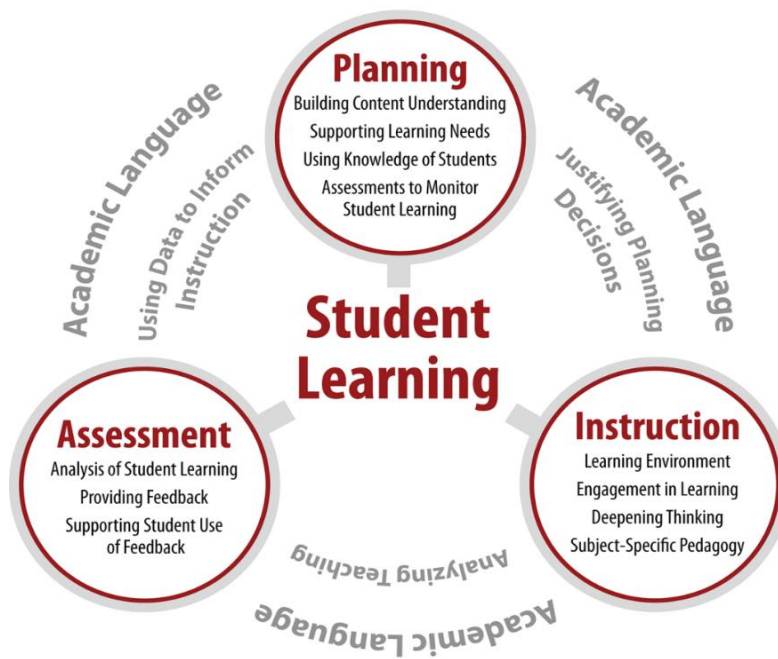 Planning
Building Content Understanding
Supporting Learning Needs
Using Knowledge of Students
Assessments to Monitor
Student Learning
Academic Language
Using Data to Inform
Instruction
Academic Language
Justifying Planning
Decisions
Student
Learning
Assessment
Analysis of Student Learning
Providing Feedback
Supporting Student Use
of Feedback
Instruction
Learning Environment
Engagement in Learning
Deepening Thinking
Subject-Specific Pedagogy
Analyzing Teaching
Academic Language